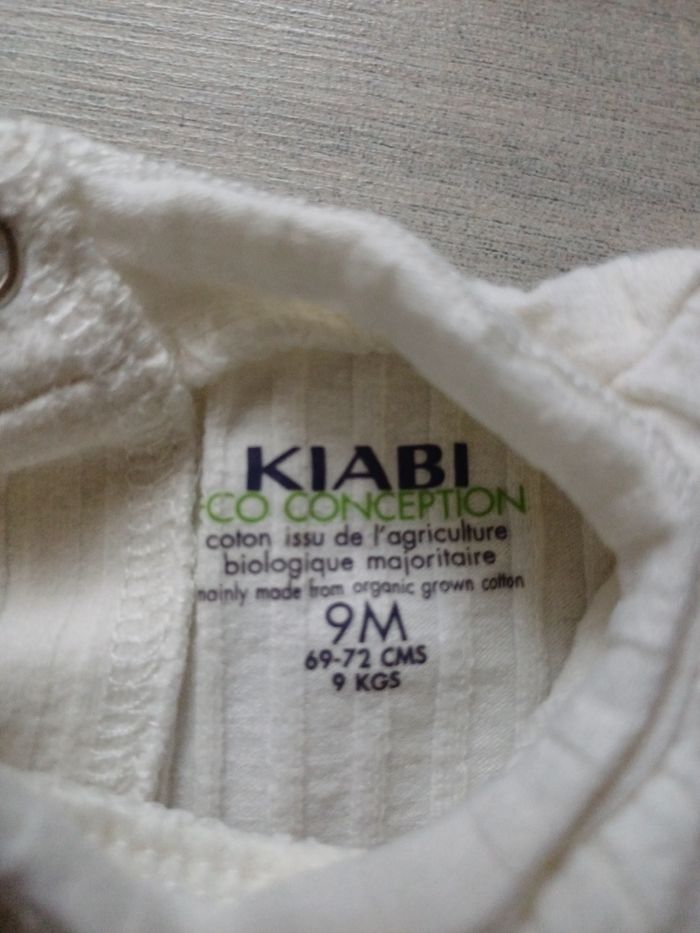 KIABI
CO CONCEPTION
coton issu de l'agriculture
biologique majoritaire
mainly made from organic grown cotton
9M
69-72 CMS
9 KGS